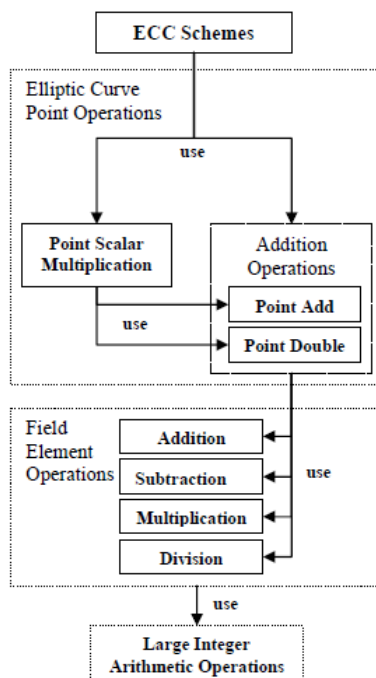 ECC Schemes
Elliptic Curve
Point Operations
use
Point Scalar
Multiplication
Addition
Operations
Point Add
use
Point Double
Field
Element
Operations
Addition
Subtraction
use
Multiplication
Division
use
Large Integer
Arithmetic Operations